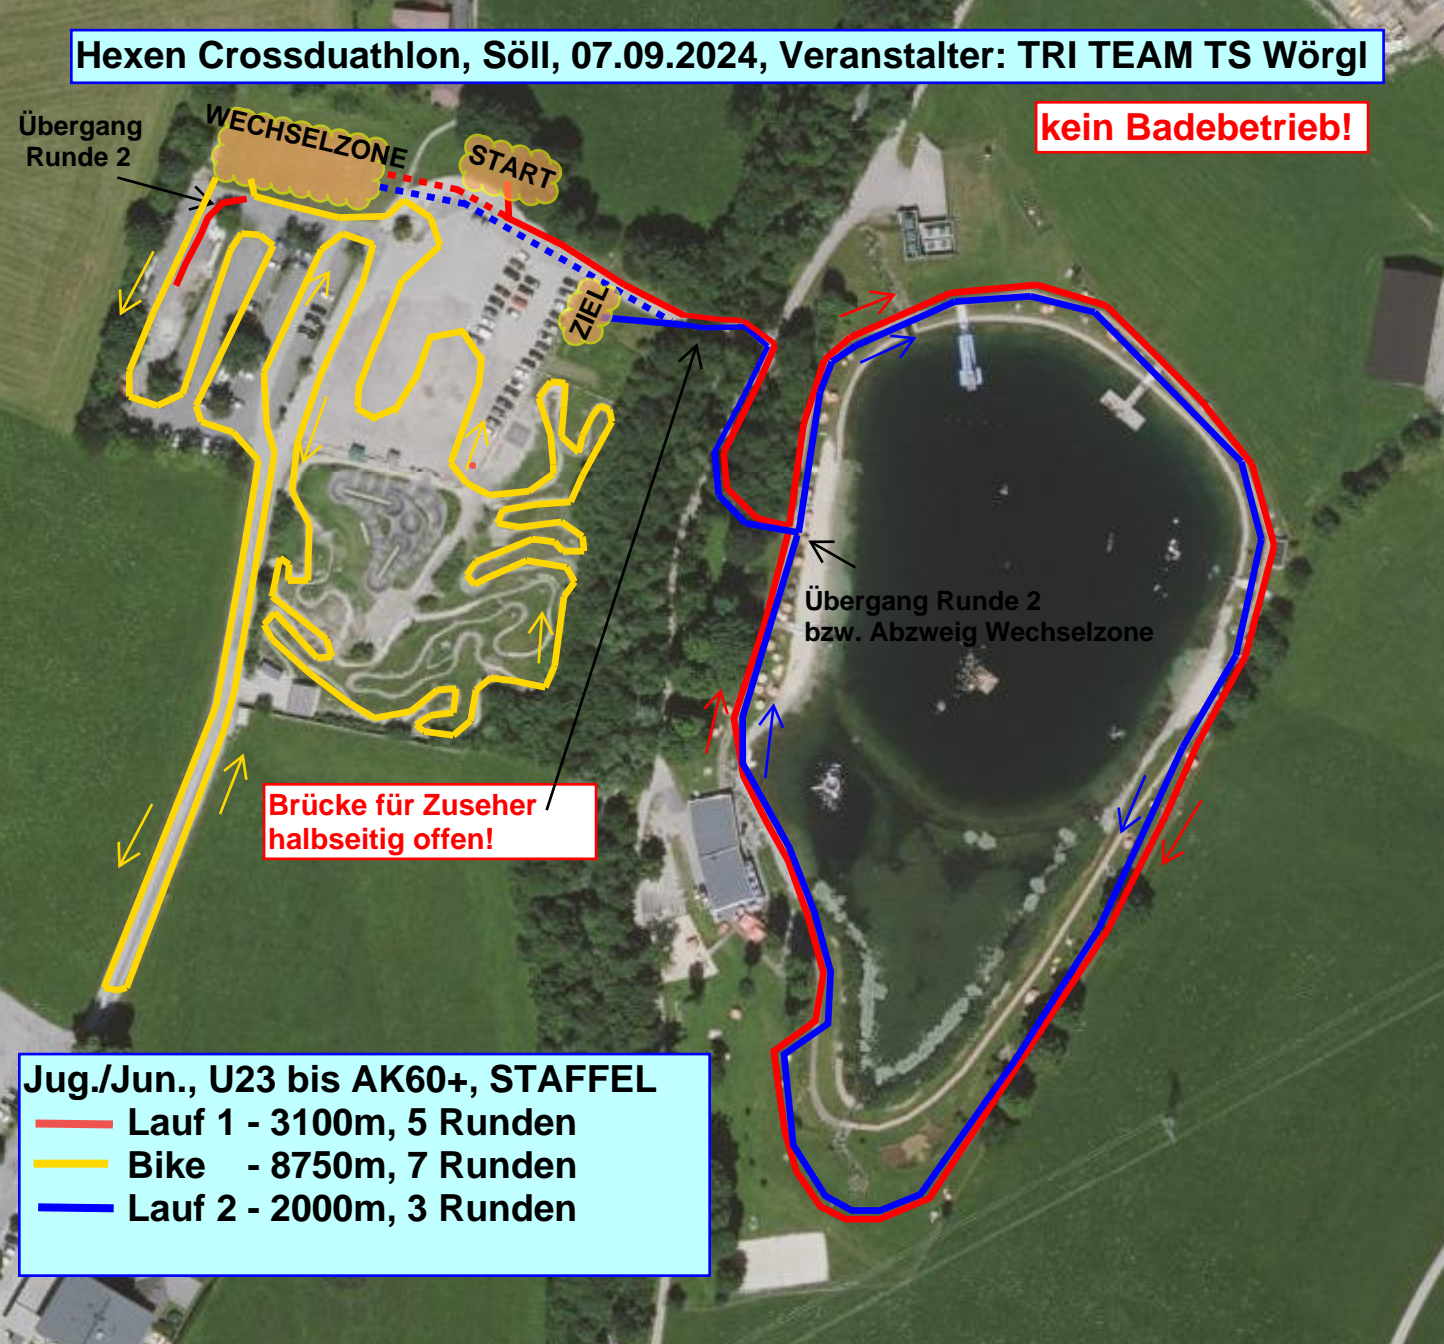 Hexen Crossduathlon, Söll, 07.09.2024, Veranstalter: TRI TEAM TS Wörgl
kein Badebetrieb!
Übergang
Runde 2
WECHSELZONE
START
ZIEL
Übergang Runde 2
bzw. Abzweig Wechselzone
Brücke für Zuseher
halbseitig offen!
Jug./Jun., U23 bis AK60+, STAFFEL
Lauf 1 - 3100m, 5 Runden
Bike - 8750m, 7 Runden
Lauf 2 - 2000m, 3 Runden